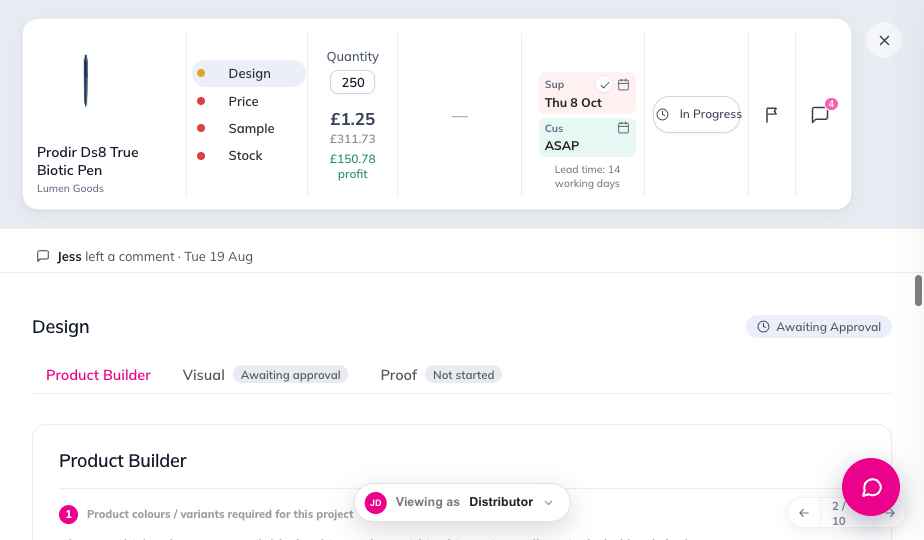 Prodir Ds8 True
Biotic Pen
Lumen Goods
Design
Price
Sample
Stock
Quantity
250
£1.25
£311.73
£150.78
profit
—
Sup
Thu 8 Oct
Cus
ASAP
Lead time: 14
working days
In Progress
4
Jess left a comment · Tue 19 Aug
Design
Awaiting Approval
Product Builder
Visual Awaiting approval
Proof Not started
Product Builder
1 Product colours / variants required for this project
JD Viewing as Distributor
2 /
10